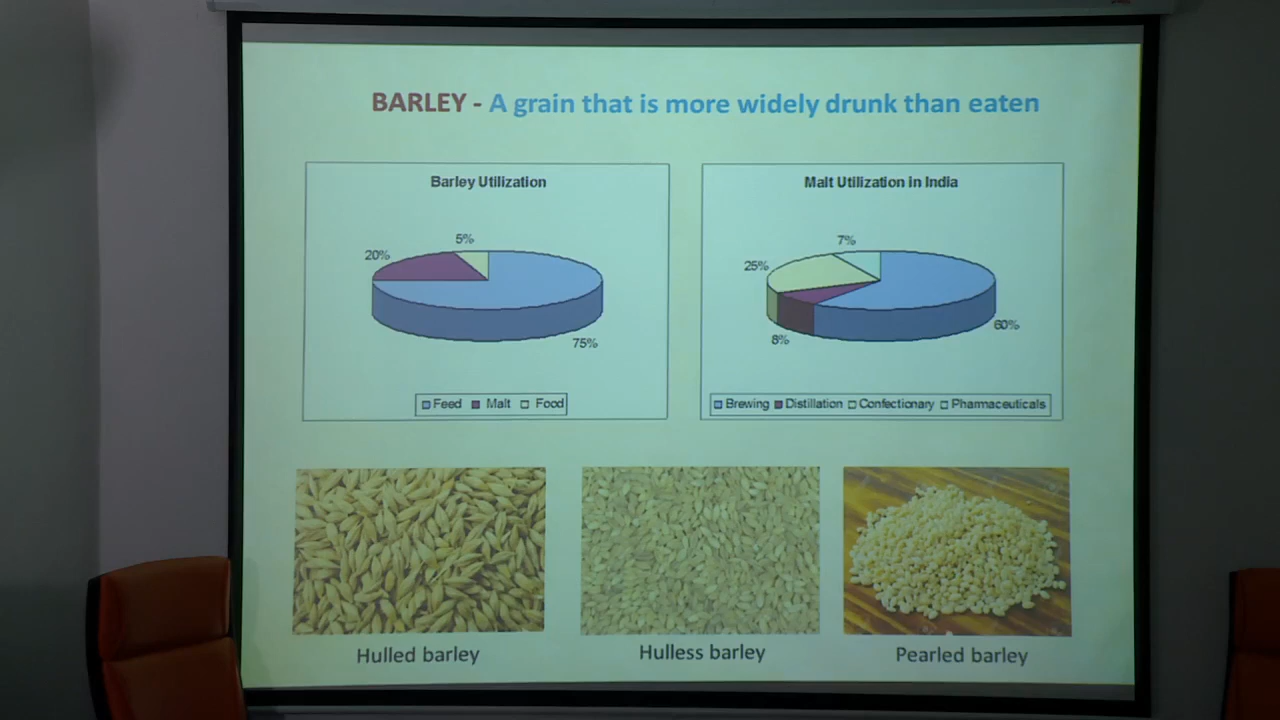 BARLEY - A grain that is more widely drunk than eaten
Barley Utilization
5%
20%
75%
Feed Malt Food
Malt Utilization in India
7%
25%
60%
8%
Brewing Distillation Confectionary Pharmaceuticals
Hulled barley
Hulless barley
Pearled barley